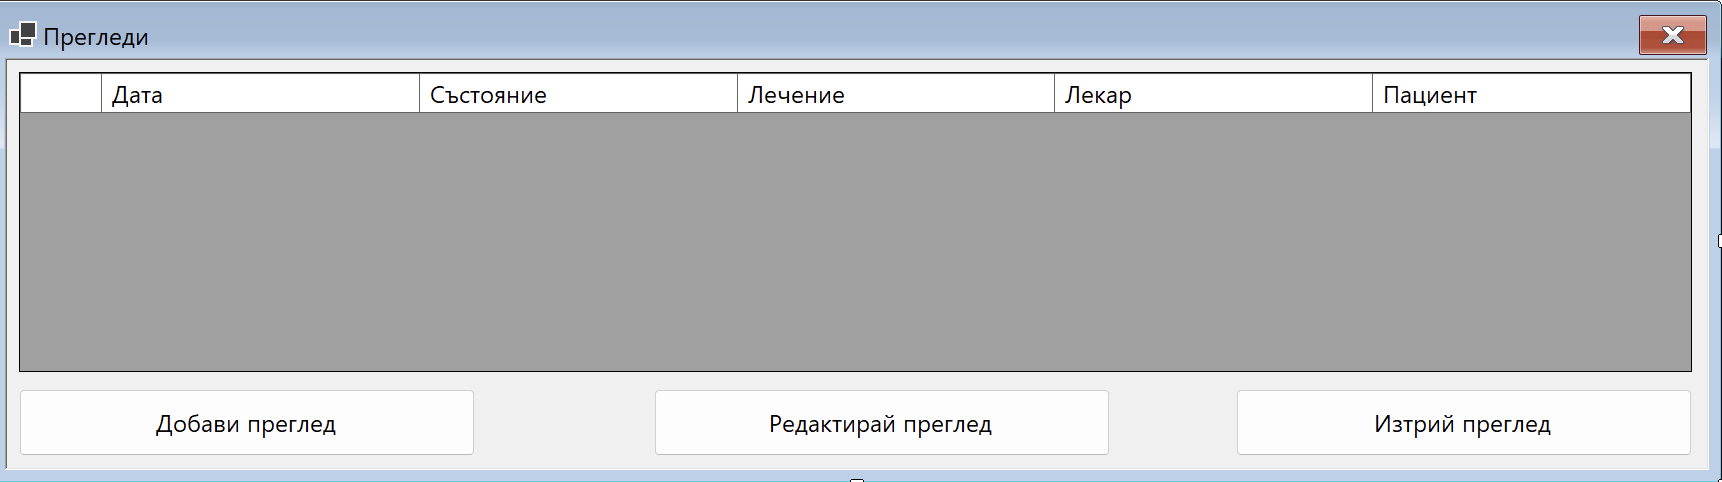 Прегледи
Дата Състояние Лечение Лекар Пациент
Добави преглед Редактирай преглед Изтрий преглед